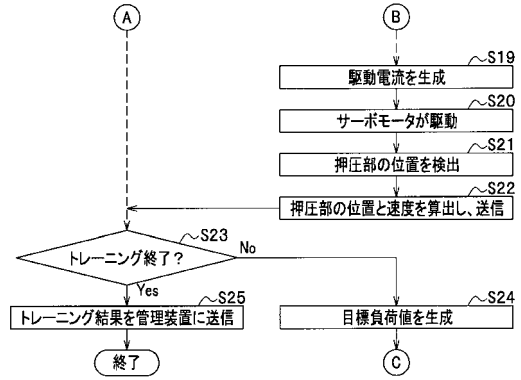 A
B
S19
駆動電流を生成
S20
サーボモータが駆動
S21
押圧部の位置を検出
S22
押圧部の位置と速度を算出し、送信
S23
トレーニング終了？
No
Yes
S25
トレーニング結果を管理装置に送信
S24
目標負荷値を生成
終了
C